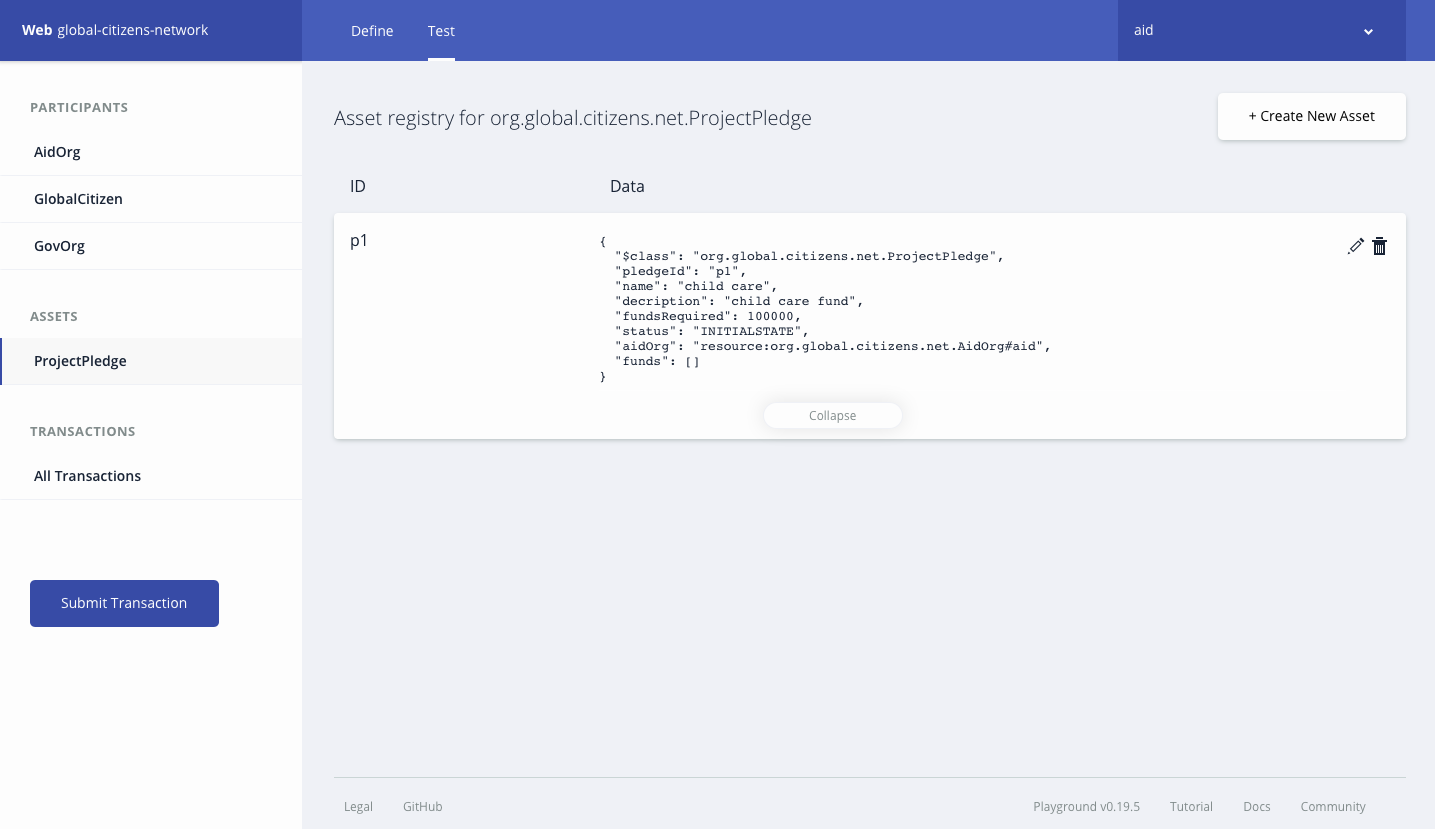 Web global-citizens-network
Define
Test
aid
PARTICIPANTS
AidOrg
GlobalCitizen
GovOrg
ASSETS
ProjectPledge
TRANSACTIONS
All Transactions
Submit Transaction
Asset registry for org.global.citizens.net.ProjectPledge
+ Create New Asset
ID
Data
p1
{
"$class": "org.global.citizens.net.ProjectPledge",
"pledgeId": "p1",
"name": "child care",
"decription": "child care fund",
"fundsRequired": 100000,
"status": "INITIALSTATE",
"aidOrg": "resource:org.global.citizens.net.AidOrg#aid",
"funds": []
}
Collapse
Legal
GitHub
Playground v0.19.5
Tutorial
Docs
Community